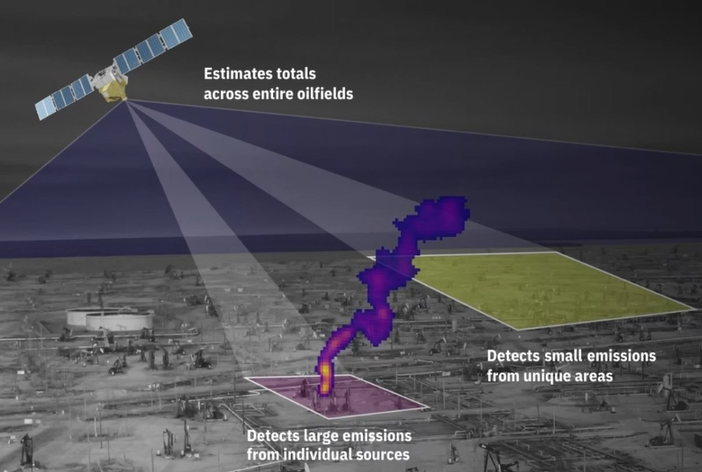 Estimates totals
across entire oilfields
Detects small emissions
from unique areas
Detects large emissions
from individual sources